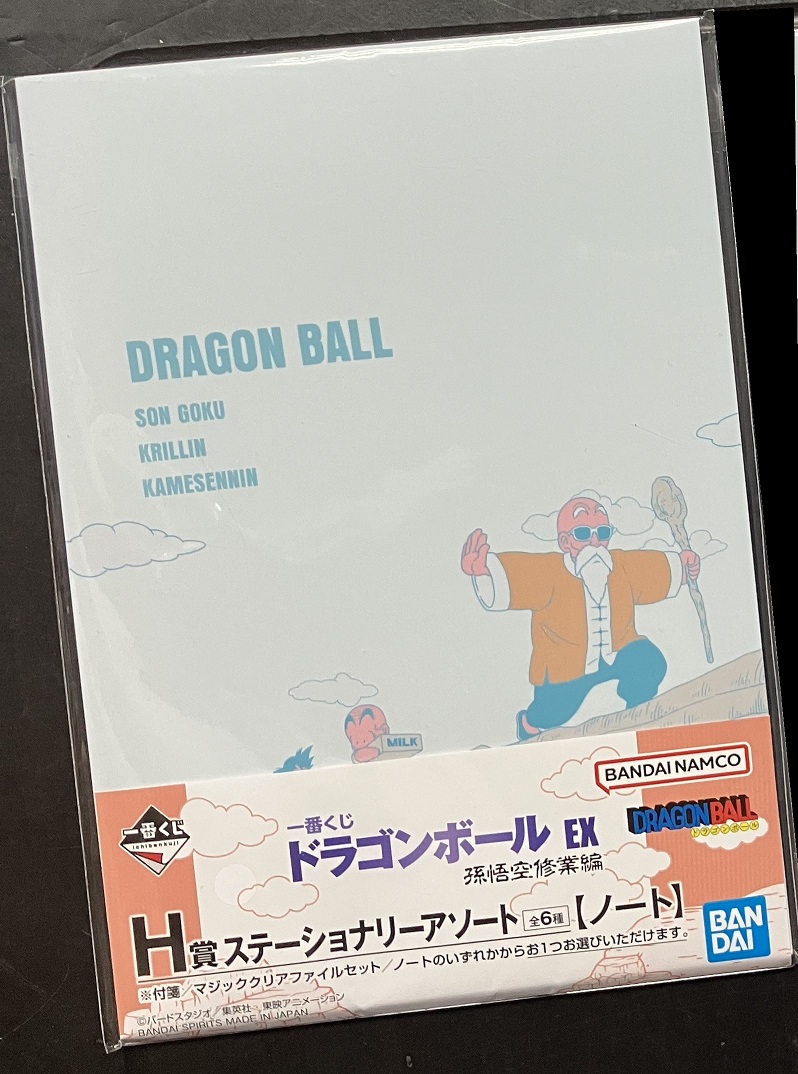 DRAGON BALL
SON GOKU
KRILLIN
KAMESENNIN
MILK
BANDAI NAMCO
一番くじ
ichibankuji
一番くじ
ドラゴンボール EX
孫悟空修業編
DRAGONBALL
ドラゴンボール
H賞 ステーショナリーアソート 全6種 【ノート】
※付箋／マジッククリアファイルセット／ノートのいずれかからお1つお選びいただけます。
BAN
DAI
©バードスタジオ／集英社・東映アニメーション
BANDAI SPIRITS MADE IN JAPAN